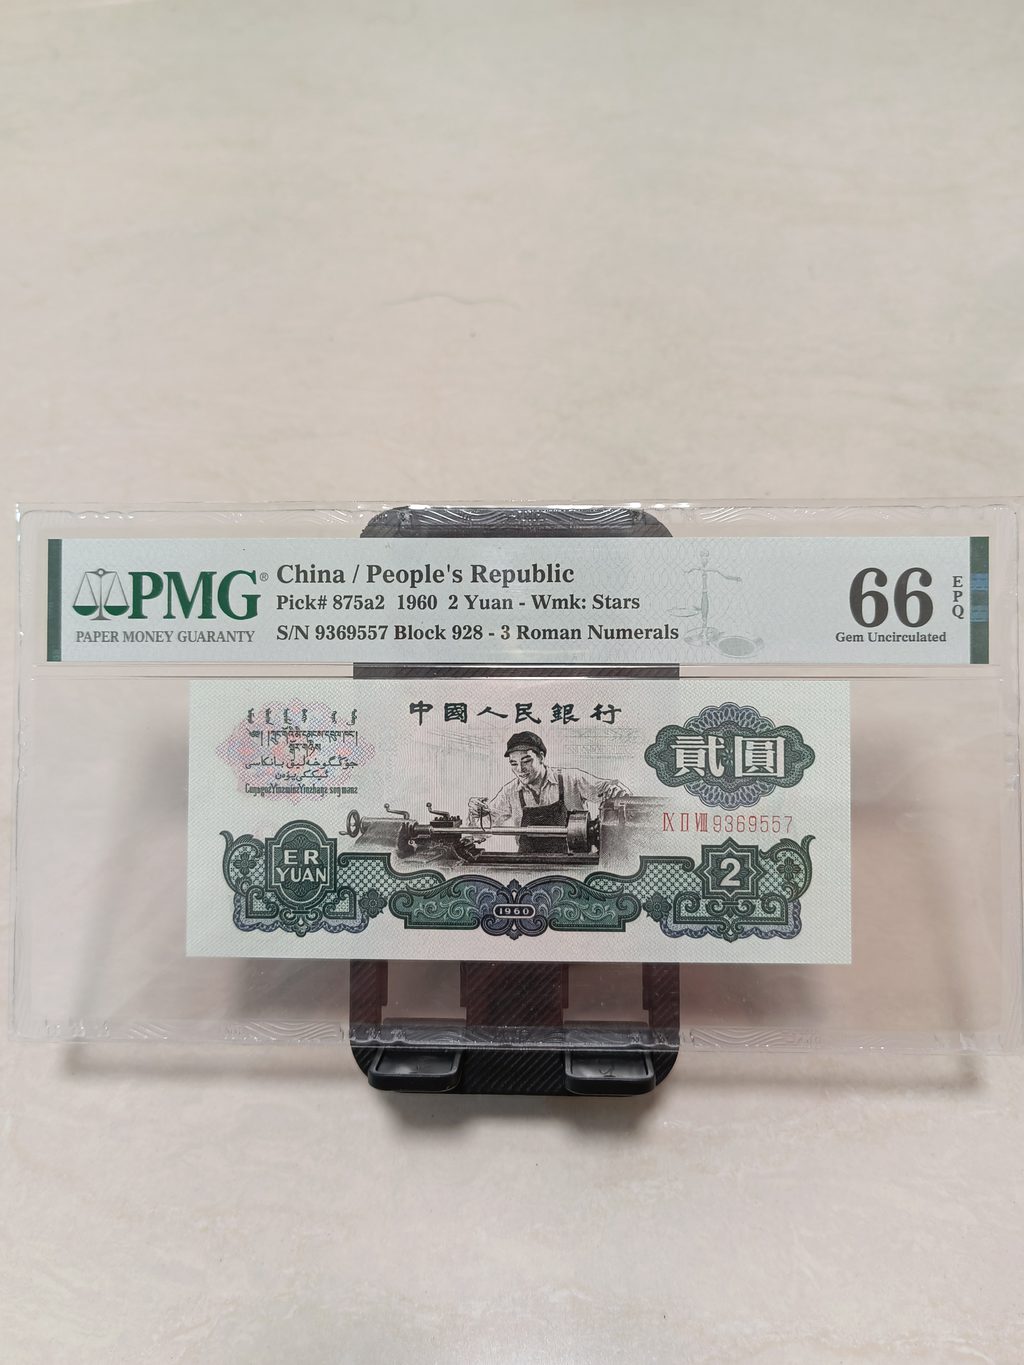 PMG®
PAPER MONEY GUARANTY
China / People's Republic
Pick# 875a2 1960 2 Yuan - Wmk: Stars
S/N 9369557 Block 928 - 3 Roman Numerals
66
EPQ
Gem Uncirculated
中國人民銀行
貳圓
Ⅸ Ⅱ Ⅷ 9369557
ER
YUAN
2
1960